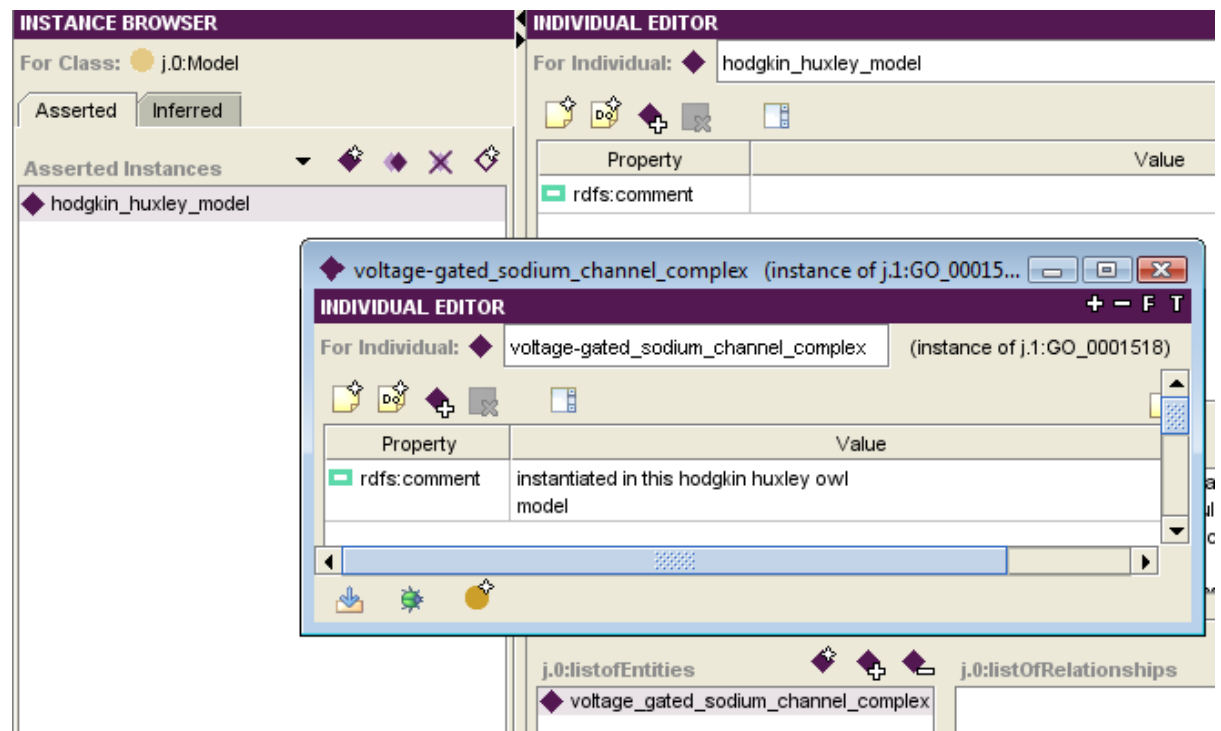 INSTANCE BROWSER
For Class: j.0:Model
Asserted Inferred
Asserted Instances
hodgkin_huxley_model
INDIVIDUAL EDITOR
For Individual: hodgkin_huxley_model
Property Value
rdfs:comment
voltage-gated_sodium_channel_complex (instance of j.1:GO_00015...
INDIVIDUAL EDITOR + - F T
For Individual: voltage-gated_sodium_channel_complex (instance of j.1:GO_0001518)
Property Value
rdfs:comment instantiated in this hodgkin huxley owl
model
j.0:listofEntities j.0:listOfRelationships
voltage_gated_sodium_channel_complex